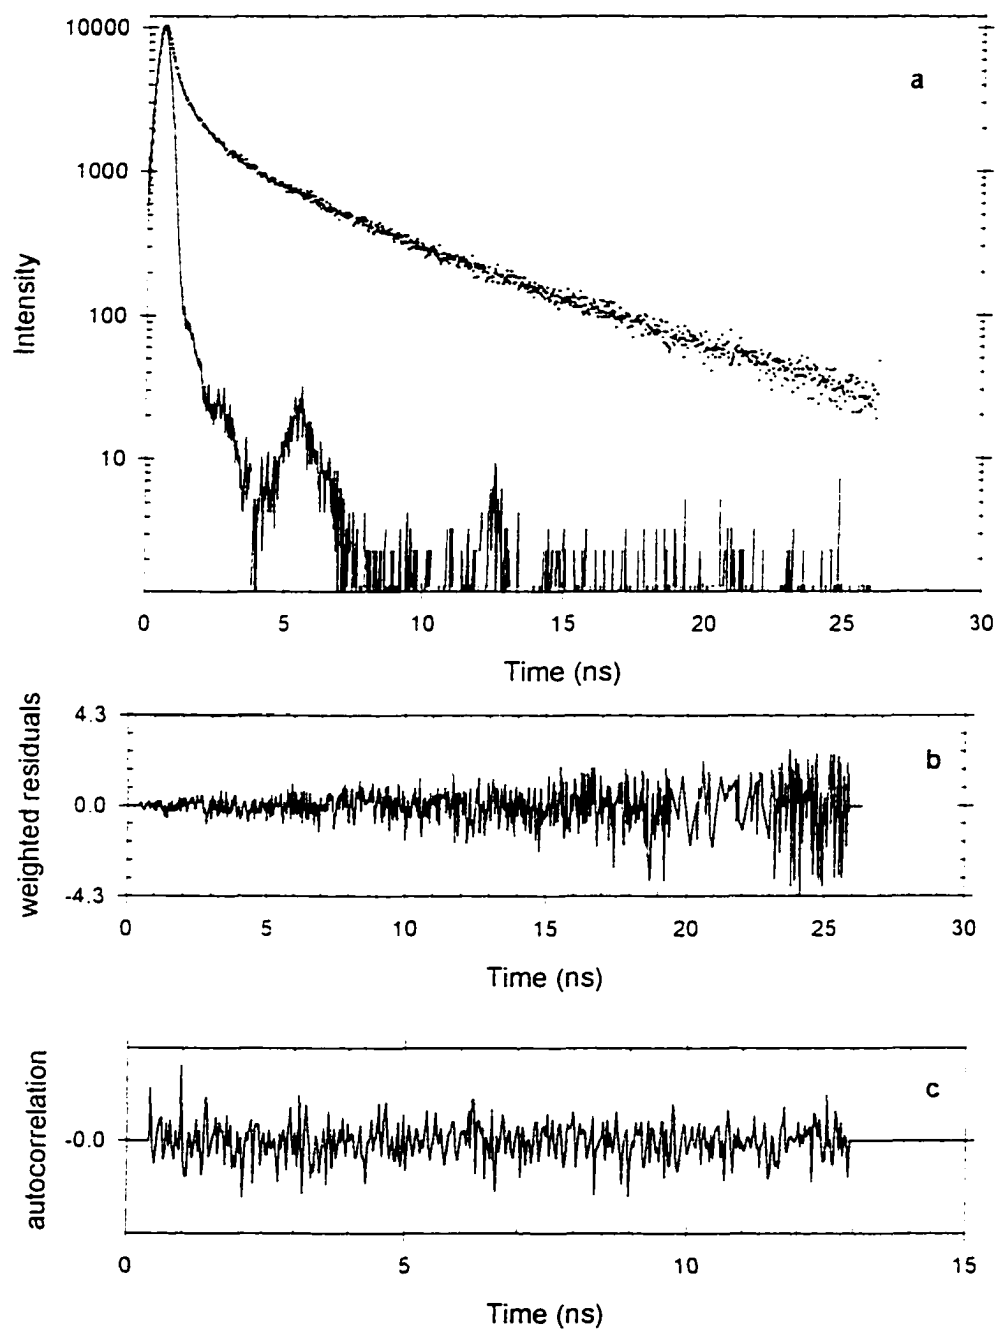 10000
a
1000
Intensity
100
10
0 5 10 15 20 25 30
Time (ns)
4.3
b
weighted residuals
0.0
-4.3
0 5 10 15 20 25 30
Time (ns)
c
autocorrelation
-0.0
0 5 10 15
Time (ns)